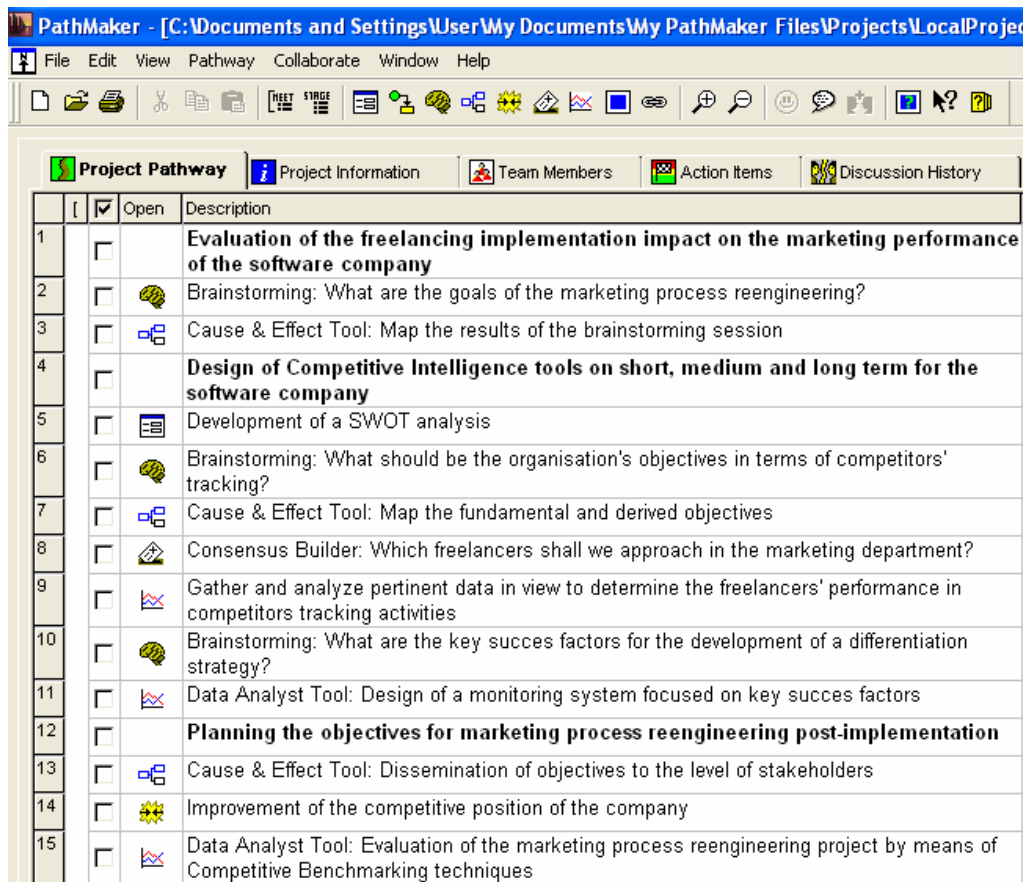 PathMaker - [C:\Documents and Settings\User\My Documents\My PathMaker Files\Projects\LocalProjec
File Edit View Pathway Collaborate Window Help
MEET STAGE
Project Pathway Project Information Team Members Action Items Discussion History
[ Open Description
1 Evaluation of the freelancing implementation impact on the marketing performance
of the software company
2 Brainstorming: What are the goals of the marketing process reengineering?
3 Cause & Effect Tool: Map the results of the brainstorming session
4 Design of Competitive Intelligence tools on short, medium and long term for the
software company
5 Development of a SWOT analysis
6 Brainstorming: What should be the organisation's objectives in terms of competitors'
tracking?
7 Cause & Effect Tool: Map the fundamental and derived objectives
8 Consensus Builder: Which freelancers shall we approach in the marketing department?
9 Gather and analyze pertinent data in view to determine the freelancers' performance in
competitors tracking activities
10 Brainstorming: What are the key succes factors for the development of a differentiation
strategy?
11 Data Analyst Tool: Design of a monitoring system focused on key succes factors
12 Planning the objectives for marketing process reengineering post-implementation
13 Cause & Effect Tool: Dissemination of objectives to the level of stakeholders
14 Improvement of the competitive position of the company
15 Data Analyst Tool: Evaluation of the marketing process reengineering project by means of
Competitive Benchmarking techniques